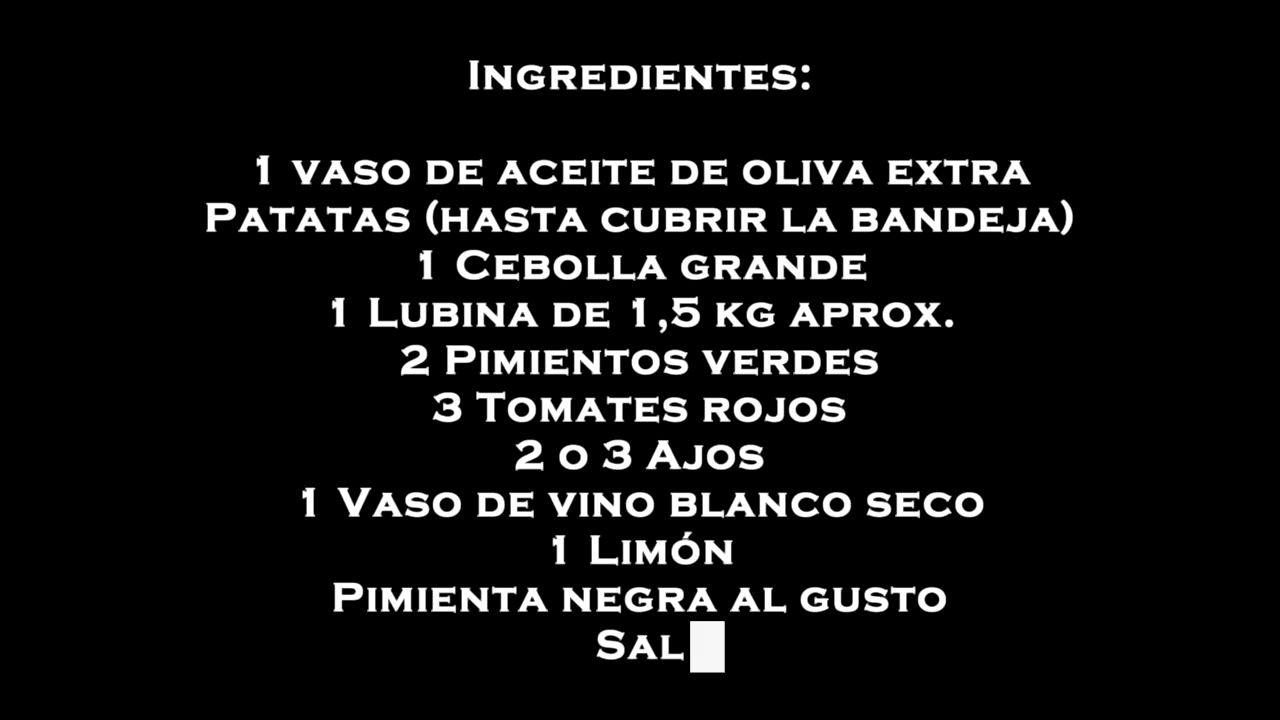 Ingredientes:
1 vaso de aceite de oliva extra
Patatas (hasta cubrir la bandeja)
1 Cebolla grande
1 Lubina de 1,5 kg aprox.
2 Pimientos verdes
3 Tomates rojos
2 o 3 Ajos
1 Vaso de vino blanco seco
1 Limón
Pimienta negra al gusto
Sal